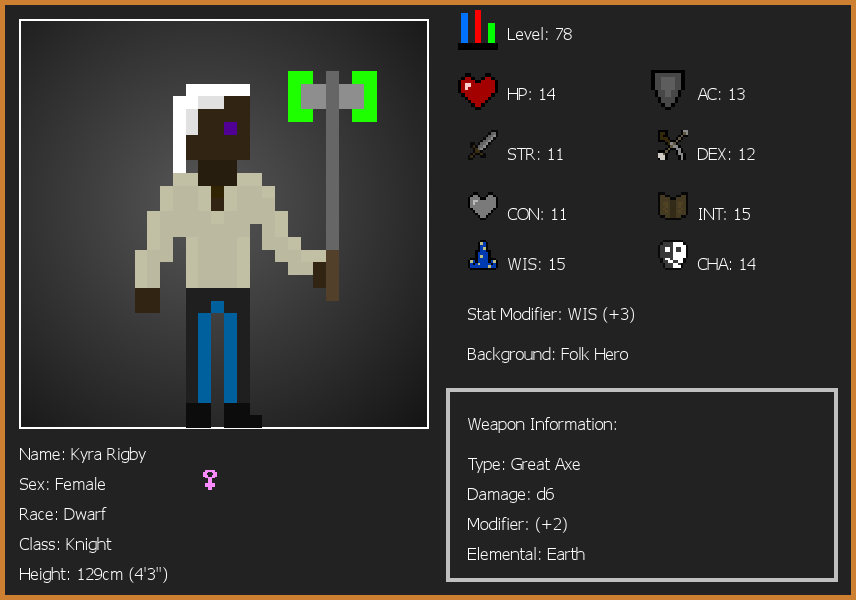 Level: 78
HP: 14
AC: 13
STR: 11
DEX: 12
CON: 11
INT: 15
WIS: 15
CHA: 14
Stat Modifier: WIS (+3)
Background: Folk Hero
Weapon Information:
Type: Great Axe
Damage: d6
Modifier: (+2)
Elemental: Earth
Name: Kyra Rigby
Sex: Female
Race: Dwarf
Class: Knight
Height: 129cm (4'3")